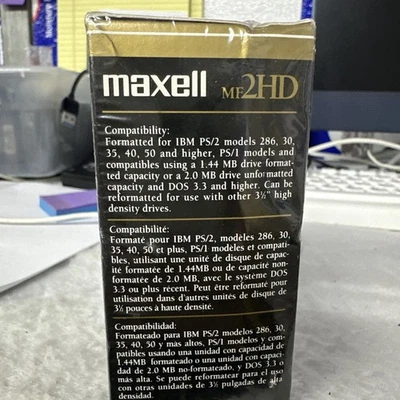 maxell MF2HD
Compatibility:
Formatted for IBM PS/2 models 286, 30,
35, 40, 50 and higher, PS/1 models and
compatibles using a 1.44 MB drive format-
ted capacity or a 2.0 MB drive unformatted
capacity and DOS 3.3 and higher. Can be
reformatted for use with other 3½" high
density drives.
Compatibilité:
Formaté pour IBM PS/2, modèles 286, 30,
35, 40, 50 et plus, PS/1 modèles et compati-
bles, utilisant une unité de disque de capac-
ité formatée de 1.44MB ou de capacité non-
formatée de 2.0 MB, avec le système DOS
3.3 ou plus récent. Peut être reformaté pour
utilisation dans d'autres unités de disque de
3½ pouces à haute densité.
Compatibilidad:
Formateado para IBM PS/2 modelos 286, 30,
35, 40, 50 y más altos, PS/1 modelos y com-
patibles usando una unidad con capacidad de
1.44MB formateado o una unidad con capaci-
dad de 2.0 MB no-formateado, y DOS 3.3 o
más alta. Se puede reformatear para el uso
con otras unidades de 3½ pulgadas de alta
densidad.